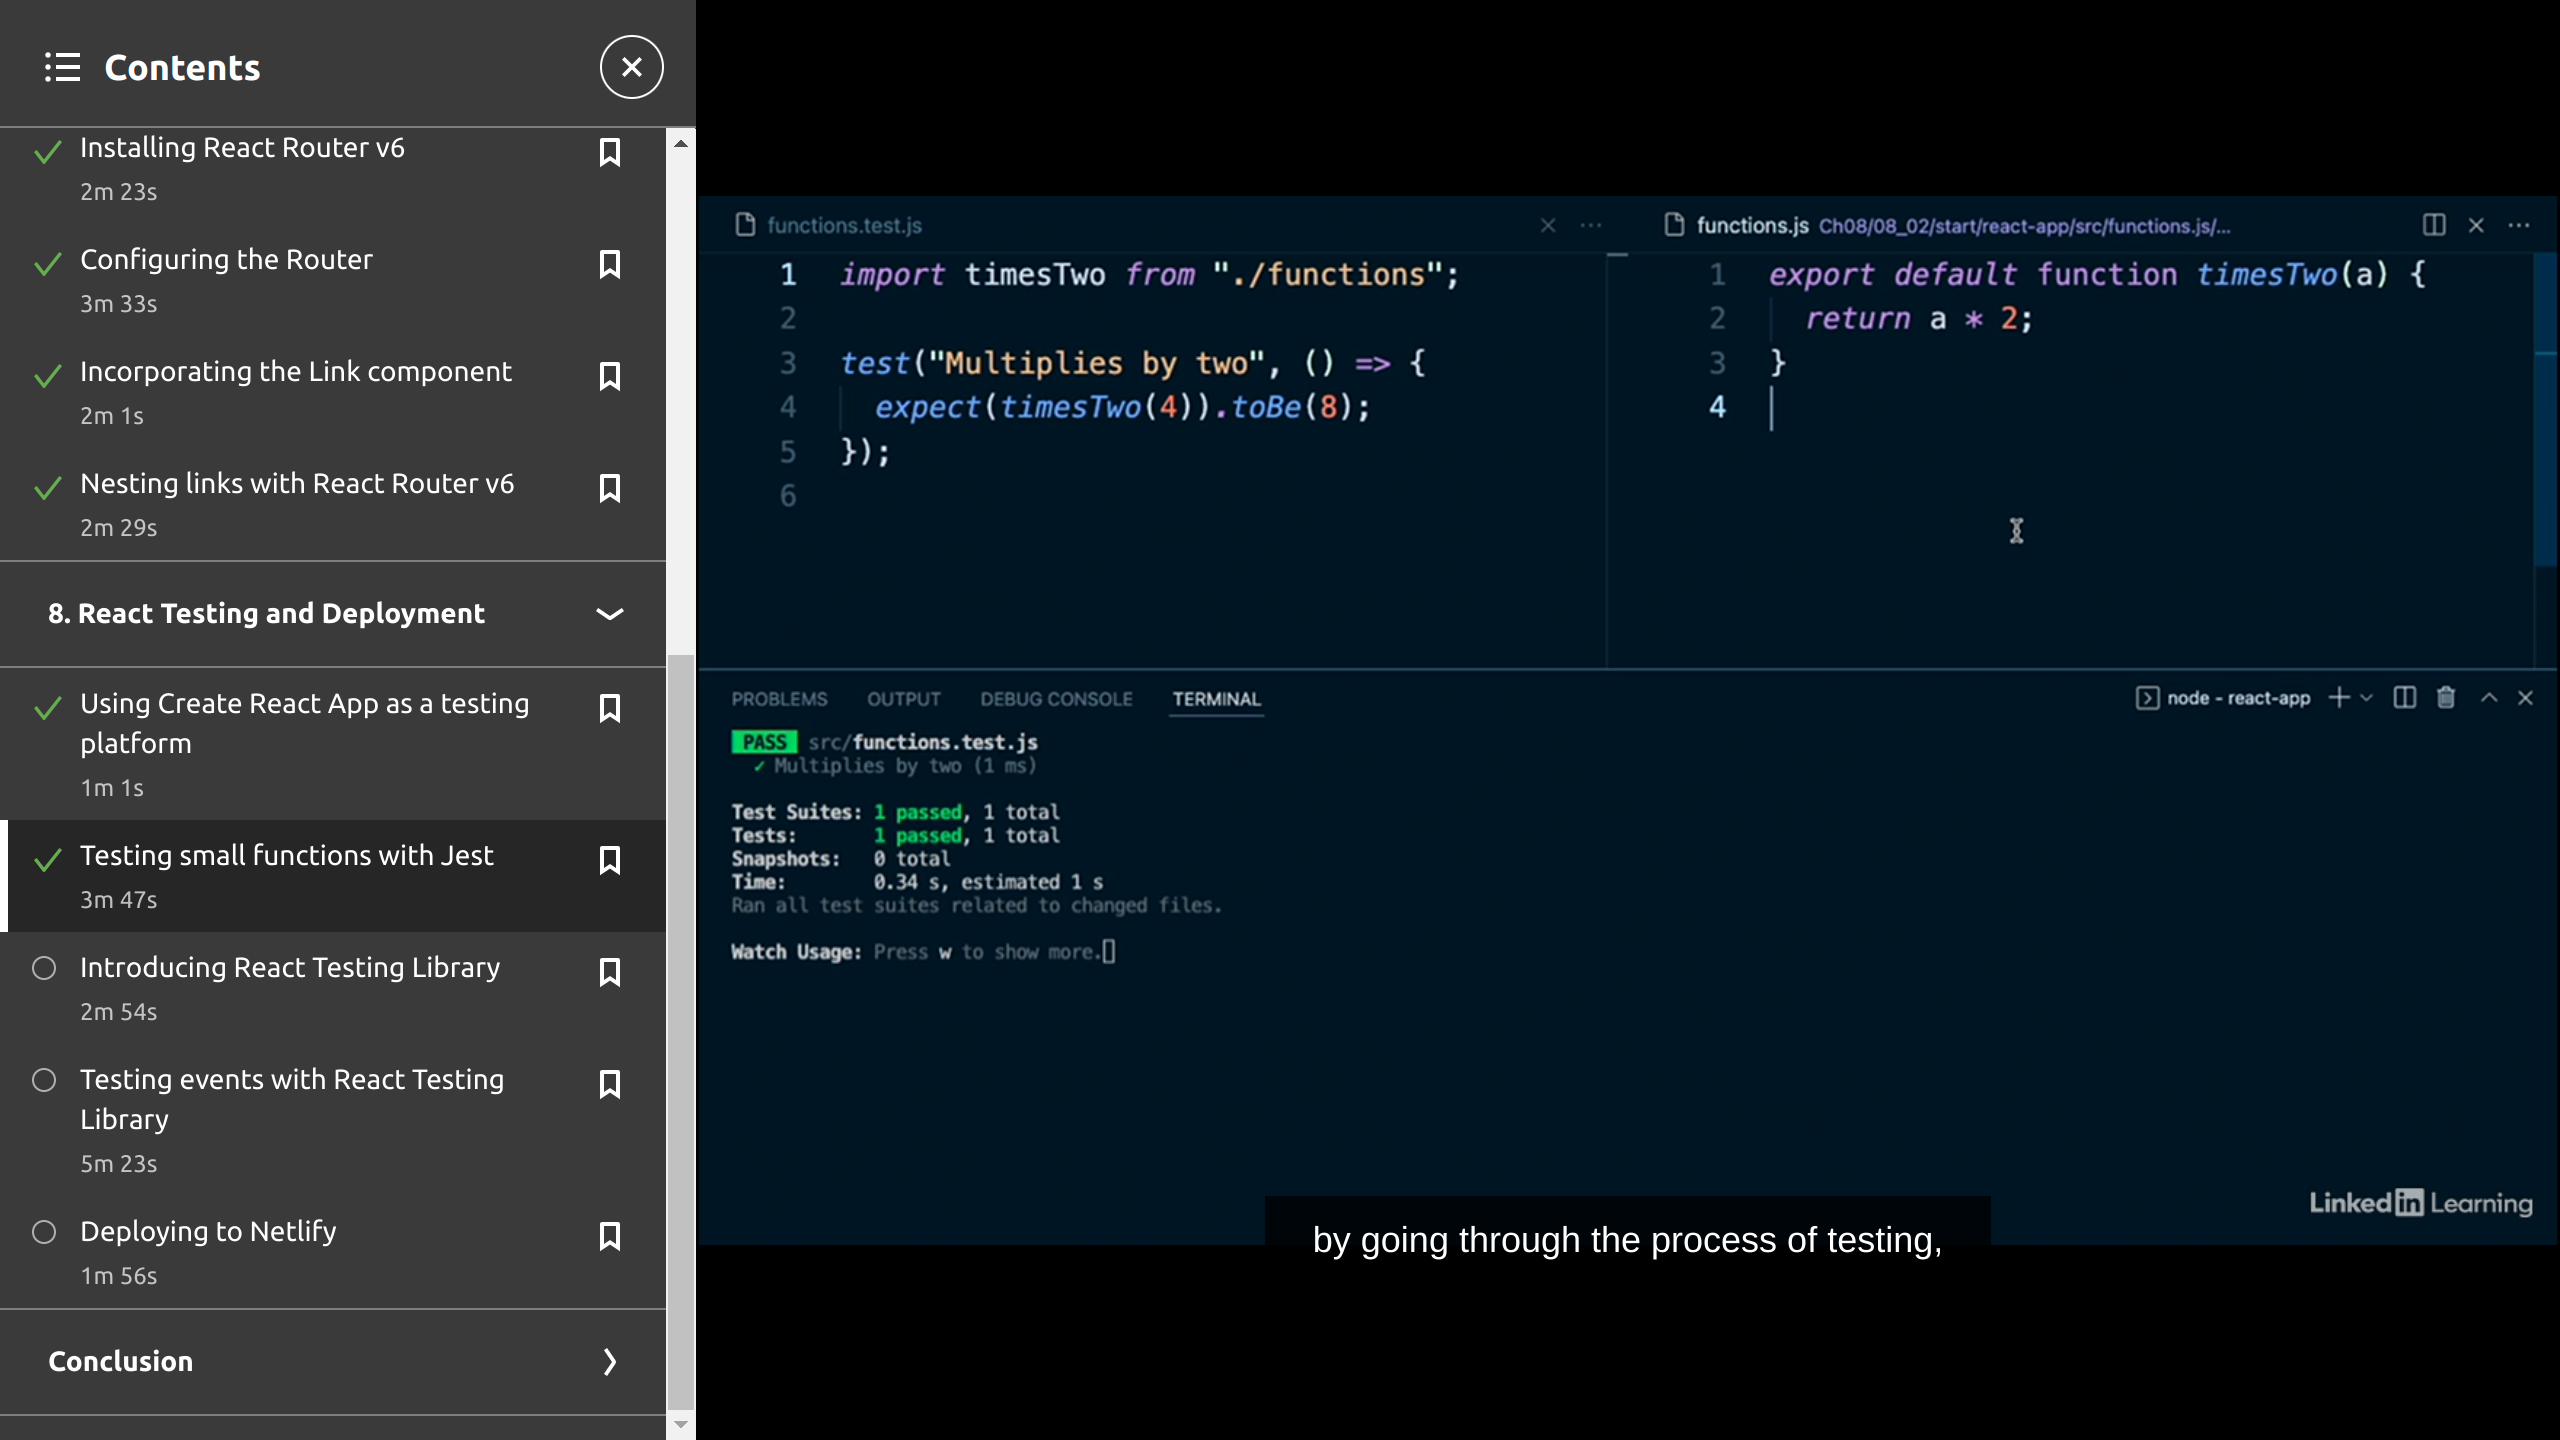 Contents
Installing React Router v6
2m 23s
Configuring the Router
3m 33s
Incorporating the Link component
2m 1s
Nesting links with React Router v6
2m 29s
8. React Testing and Deployment
Using Create React App as a testing
platform
1m 1s
Testing small functions with Jest
3m 47s
Introducing React Testing Library
2m 54s
Testing events with React Testing
Library
5m 23s
Deploying to Netlify
1m 56s
Conclusion
functions.test.js
1 import timesTwo from "./functions";
2
3 test("Multiplies by two", () => {
4 expect(timesTwo(4)).toBe(8);
5 });
6
functions.js Ch08/08_02/start/react-app/src/functions.js/...
1 export default function timesTwo(a) {
2 return a * 2;
3 }
4
PROBLEMS OUTPUT DEBUG CONSOLE TERMINAL
node - react-app
PASS src/functions.test.js
✓ Multiplies by two (1 ms)
Test Suites: 1 passed, 1 total
Tests: 1 passed, 1 total
Snapshots: 0 total
Time: 0.34 s, estimated 1 s
Ran all test suites related to changed files.
Watch Usage: Press w to show more.
LinkedIn Learning
by going through the process of testing,